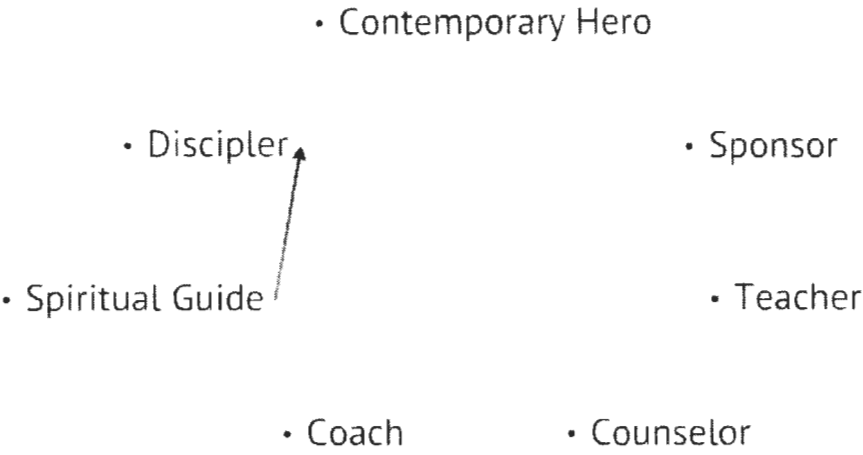 • Contemporary Hero
• Discipler
• Sponsor
• Spiritual Guide
• Teacher
• Coach
• Counselor